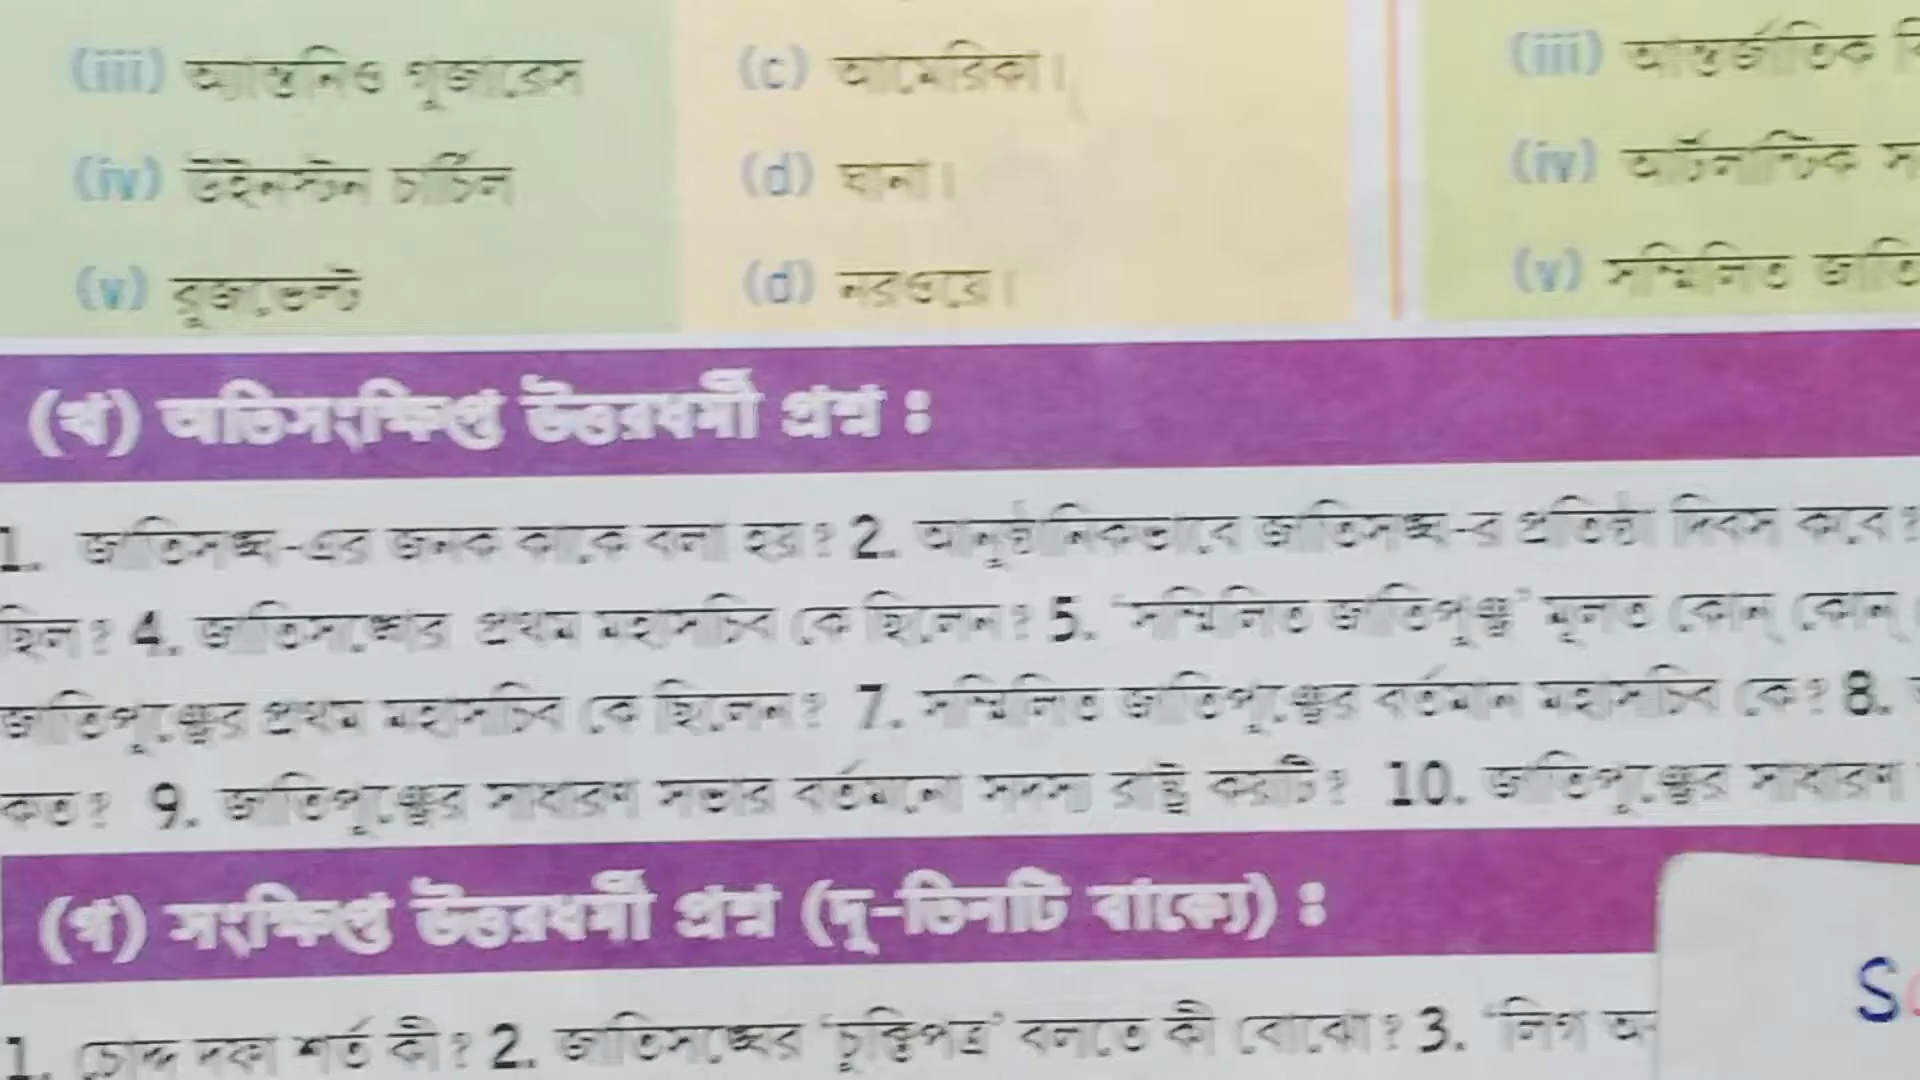 (iii) অ্যান্তনিও গুজারেস (c) আমেরিকা। (iii) আন্তর্জাতিক
(iv) উইনস্টন চার্চিল (d) ঘানা। (iv) আটলান্টিক
(v) রুজভেল্ট (d) নরওয়ে। (v) সম্মিলিত জাতি
(খ) অতিসংক্ষিপ্ত উত্তরধর্মী প্রশ্ন :
1. জাতিসঙ্ঘ-এর জনক কাকে বলা হয়? 2. আনুষ্ঠানিকভাবে জাতিসঙ্ঘ-র প্রতিষ্ঠা দিবস কবে?
ছিল? 4. জাতিসঙ্ঘের প্রথম মহাসচিব কে ছিলেন? 5. 'সম্মিলিত জাতিপুঞ্জ' মূলত কোন্ কোন্
জাতিপুঞ্জের প্রথম মহাসচিব কে ছিলেন? 7. সম্মিলিত জাতিপুঞ্জের বর্তমান মহাসচিব কে? 8.
কত? 9. জাতিপুঞ্জের সাধারণ সভার বর্তমানে সদস্য রাষ্ট্র কয়টি? 10. জাতিপুঞ্জের সাধারণ
(গ) সংক্ষিপ্ত উত্তরধর্মী প্রশ্ন (দু-তিনটি বাক্যে) :
1. চোদ্দ দফা শর্ত কী? 2. জাতিসঙ্ঘের 'চুক্তিপত্র' বলতে কী বোঝো? 3. 'লিগ অ